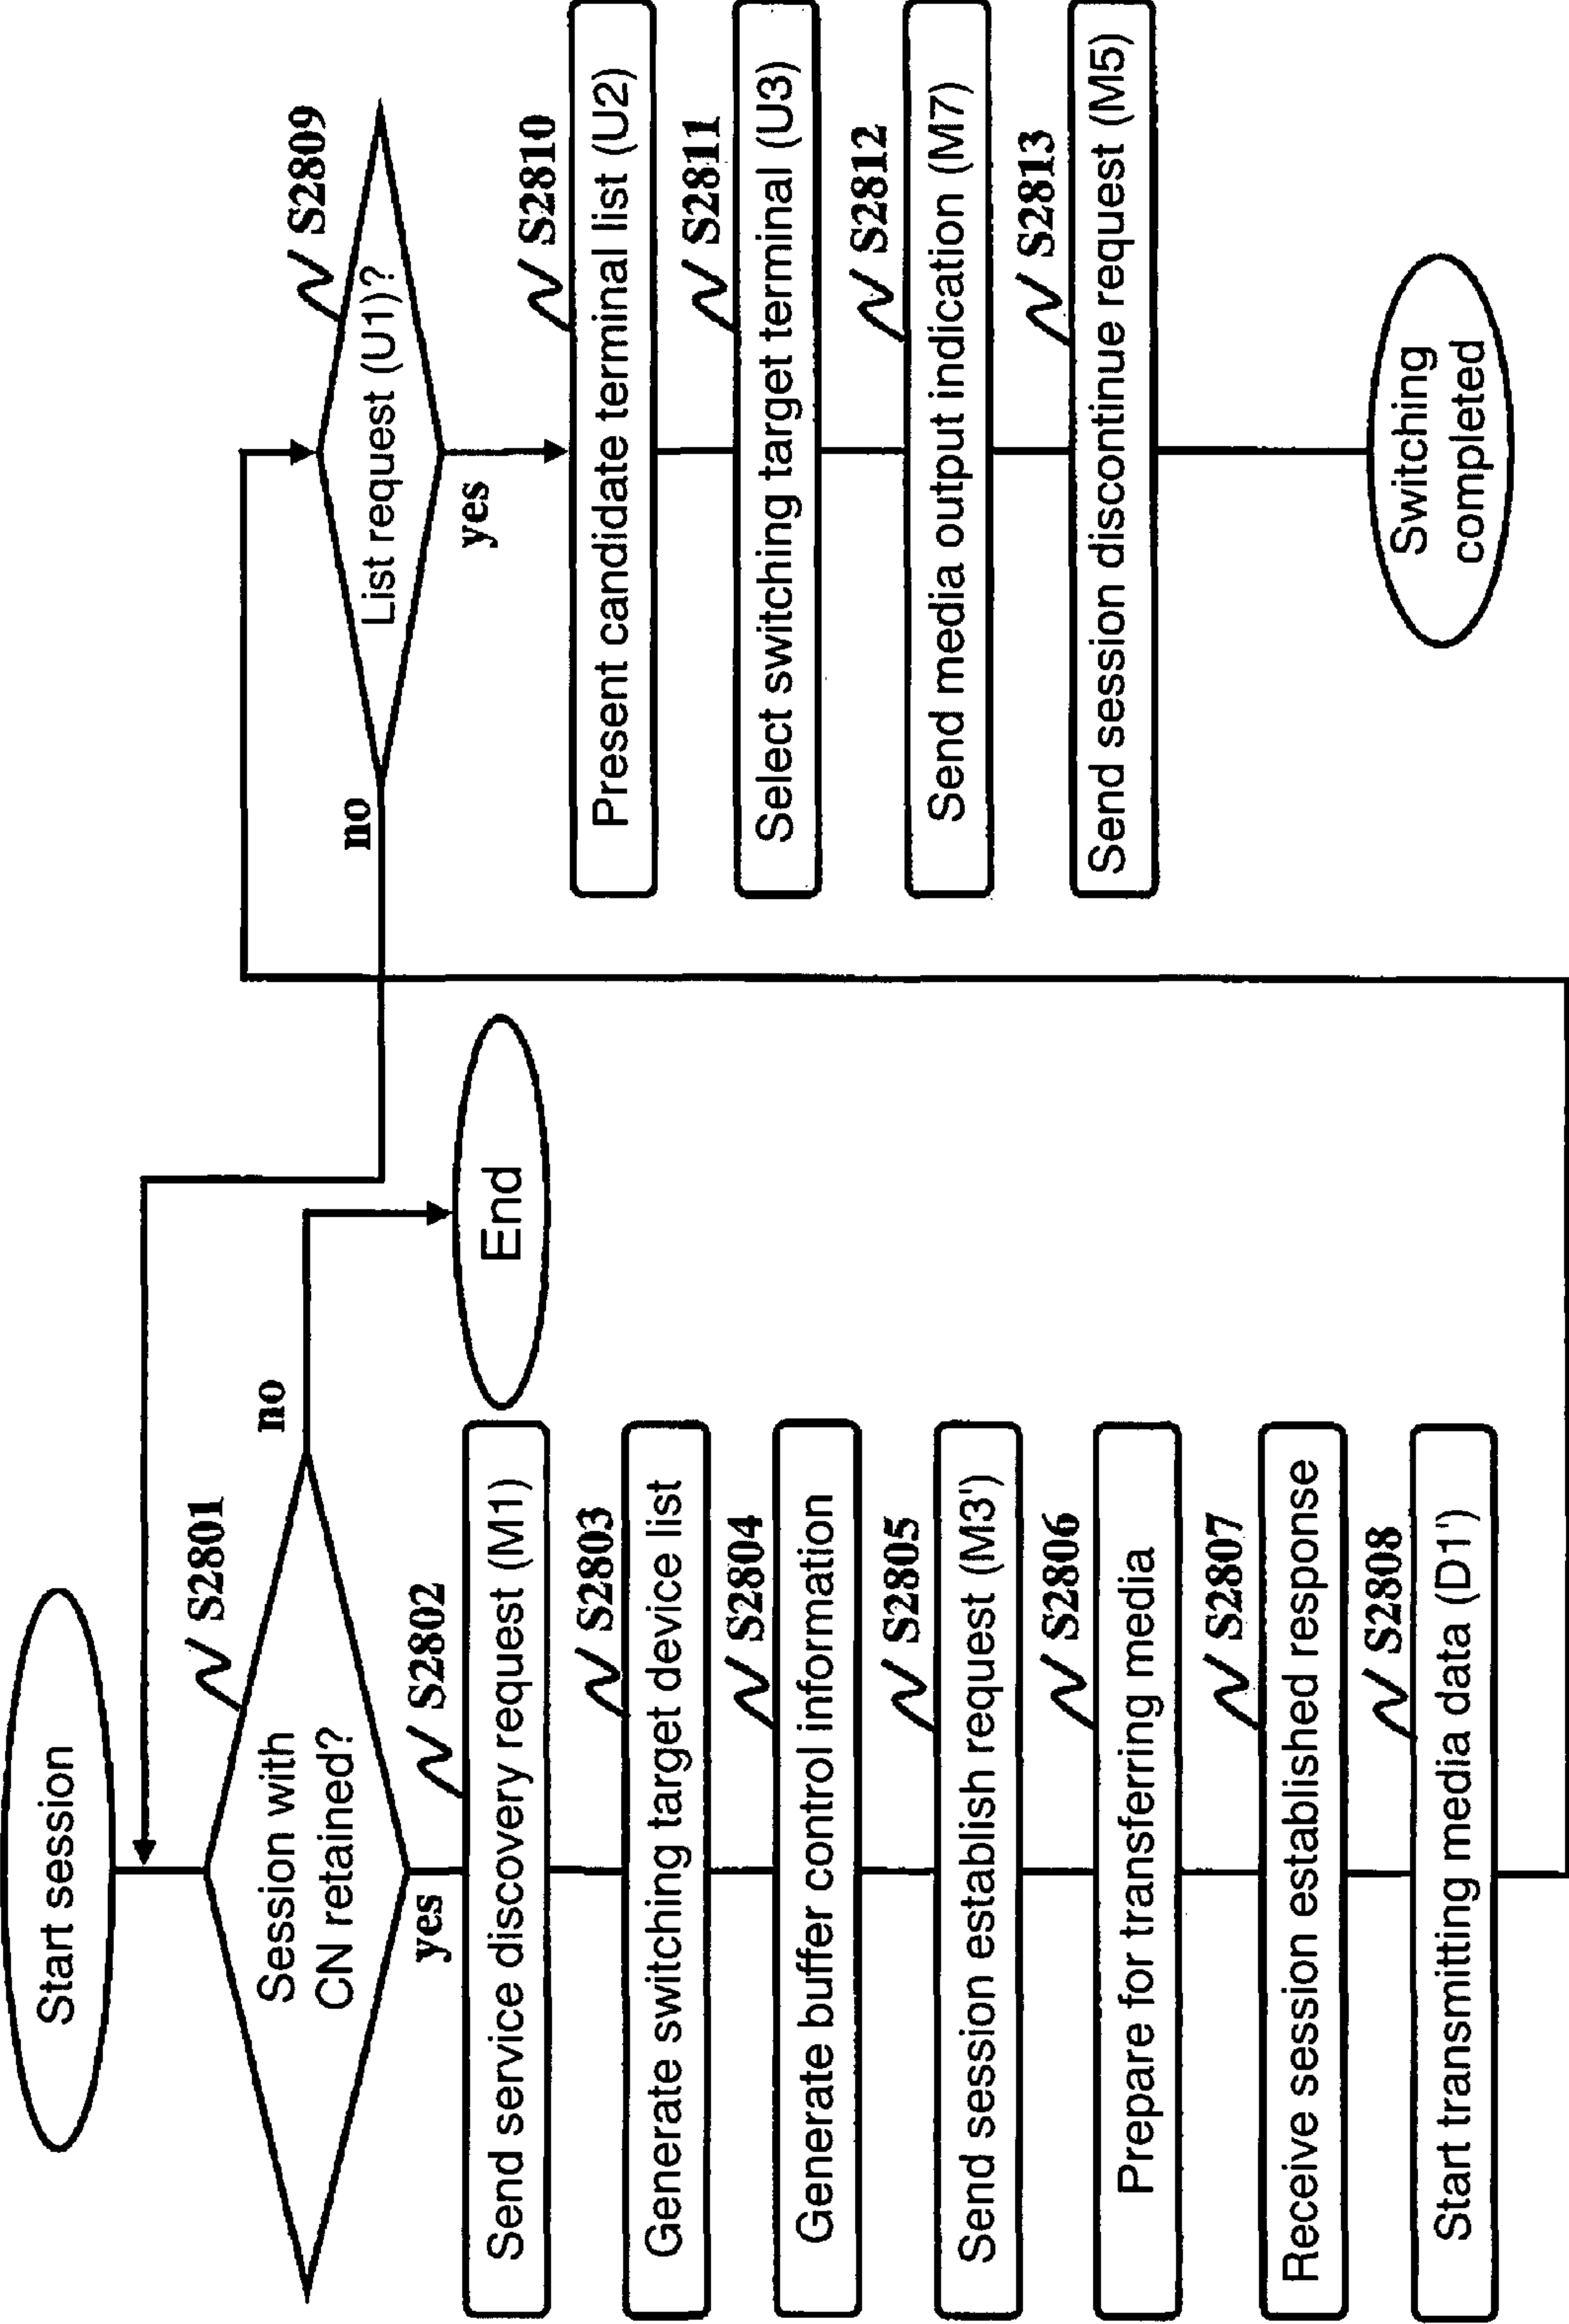 Start session
S2801
Session with
CN retained?
no
yes
End
S2802
Send service discovery request (M1)
S2803
Generate switching target device list
S2804
Generate buffer control information
S2805
Send session establish request (M3')
S2806
Prepare for transferring media
S2807
Receive session established response
S2808
Start transmitting media data (D1')
S2809
List request (U1)?
no
yes
S2810
Present candidate terminal list (U2)
S2811
Select switching target terminal (U3)
S2812
Send media output indication (M7)
S2813
Send session discontinue request (M5)
Switching
completed